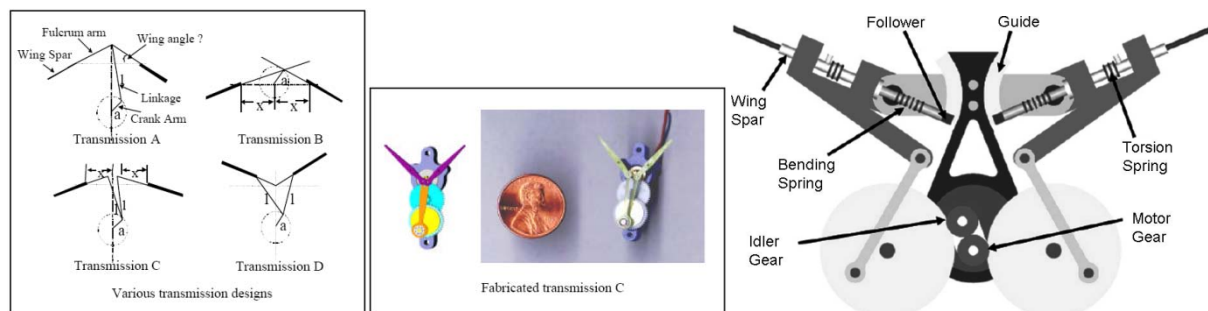 Fulcrum arm
Wing angle ?
Wing Spar
l
Linkage
a
Crank Arm
Transmission A
a
x
x
Transmission B
x
x
l
l
a
Transmission C
l
l
a
Transmission D
Various transmission designs
Fabricated transmission C
Follower
Guide
Wing
Spar
Bending
Spring
Torsion
Spring
Idler
Gear
Motor
Gear